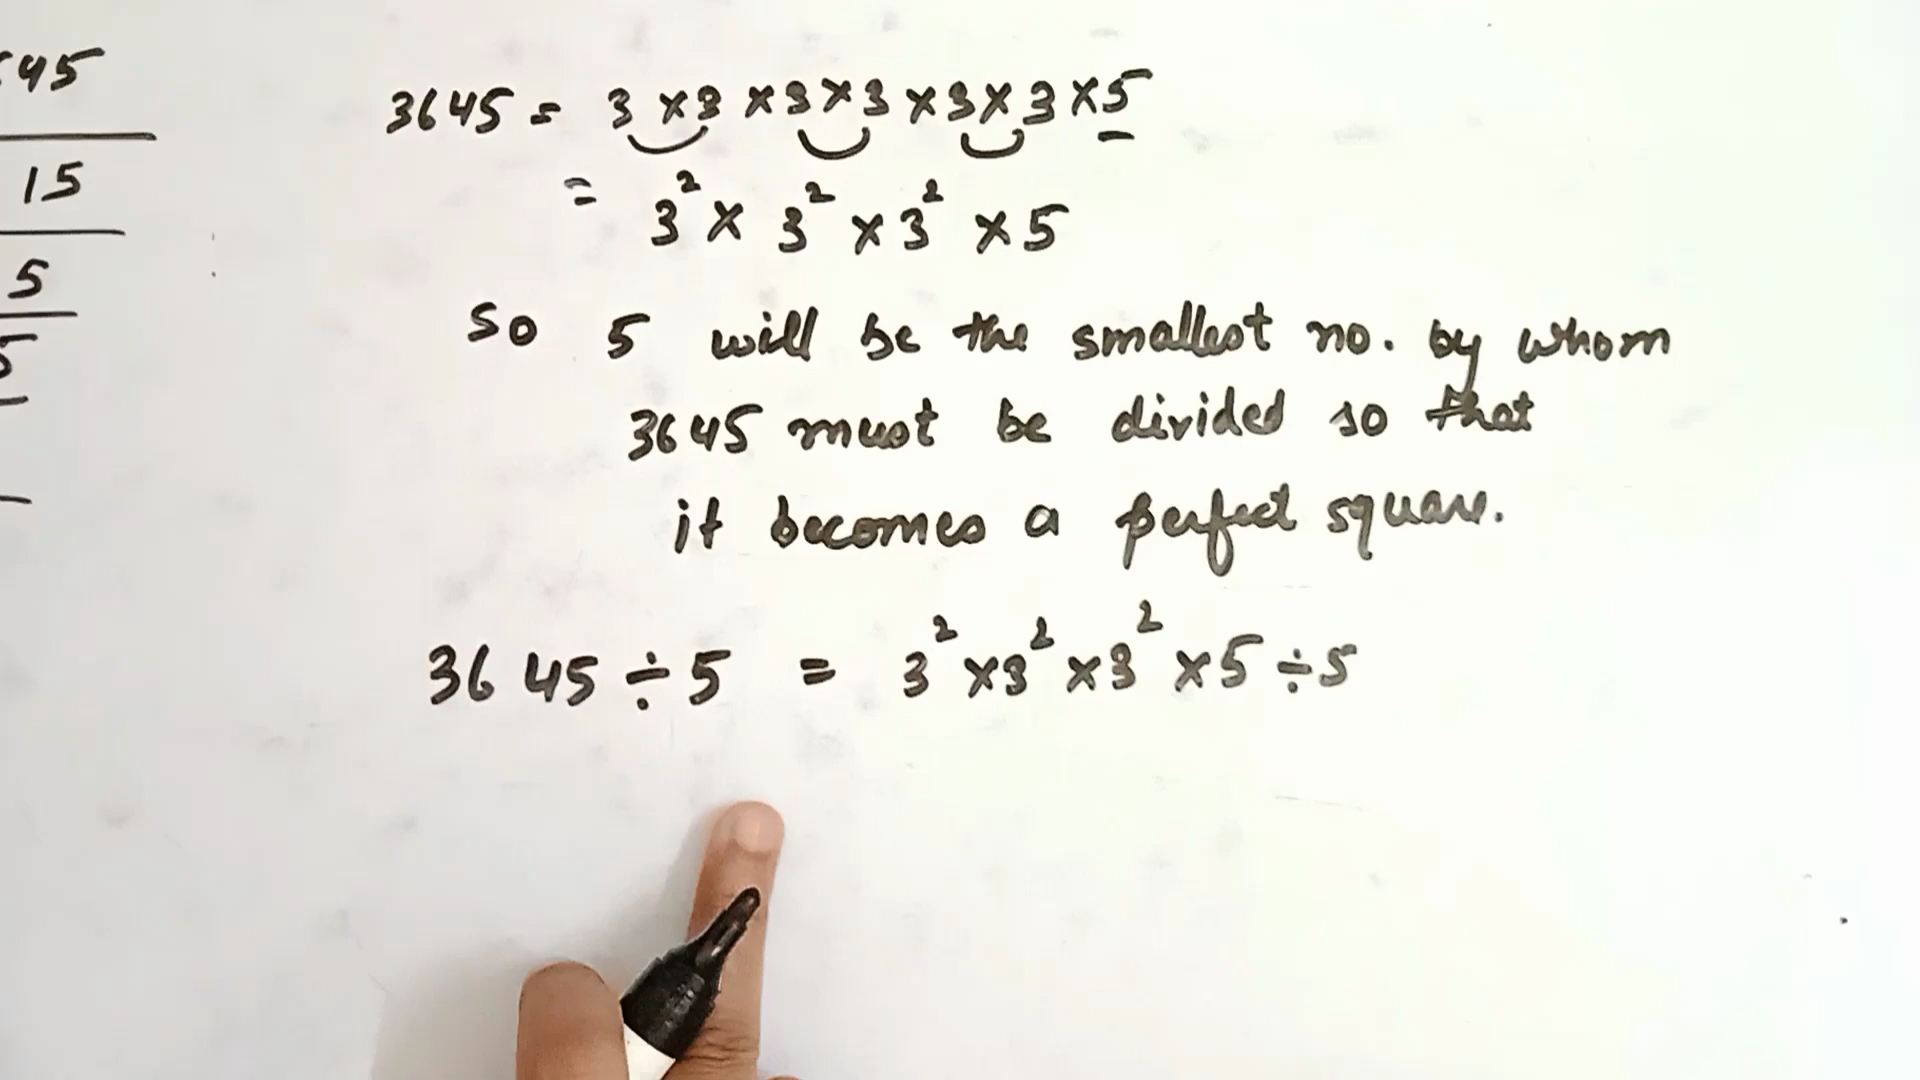 645
15
5
5
3645 = 3 × 3 × 3 × 3 × 3 × 3 × 5
= 3² × 3² × 3² × 5
So 5 will be the smallest no. by whom
3645 must be divided so that
it becomes a perfect square.
3645 ÷ 5 = 3² × 3² × 3² × 5 ÷ 5